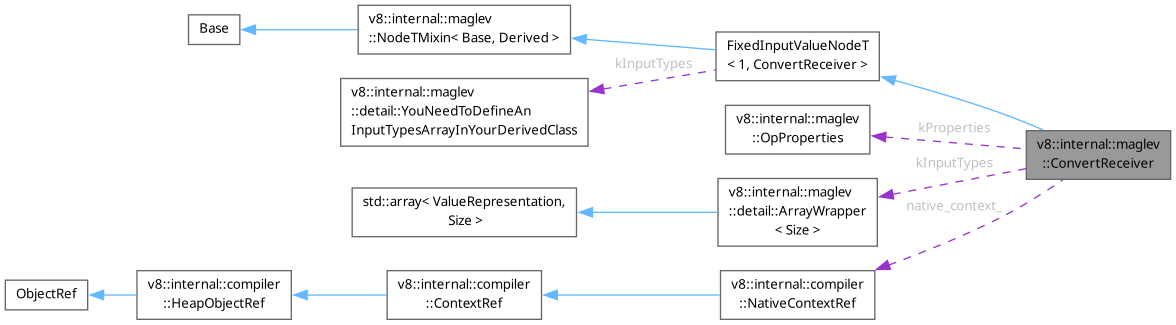 Base
v8::internal::maglev
::NodeTMixin< Base, Derived >
FixedInputValueNodeT
< 1, ConvertReceiver >
kInputTypes
v8::internal::maglev
::detail::YouNeedToDefineAn
InputTypesArrayInYourDerivedClass
v8::internal::maglev
::OpProperties
kProperties
v8::internal::maglev
::ConvertReceiver
kInputTypes
std::array< ValueRepresentation,
Size >
v8::internal::maglev
::detail::ArrayWrapper
< Size >
native_context_
ObjectRef
v8::internal::compiler
::HeapObjectRef
v8::internal::compiler
::ContextRef
v8::internal::compiler
::NativeContextRef